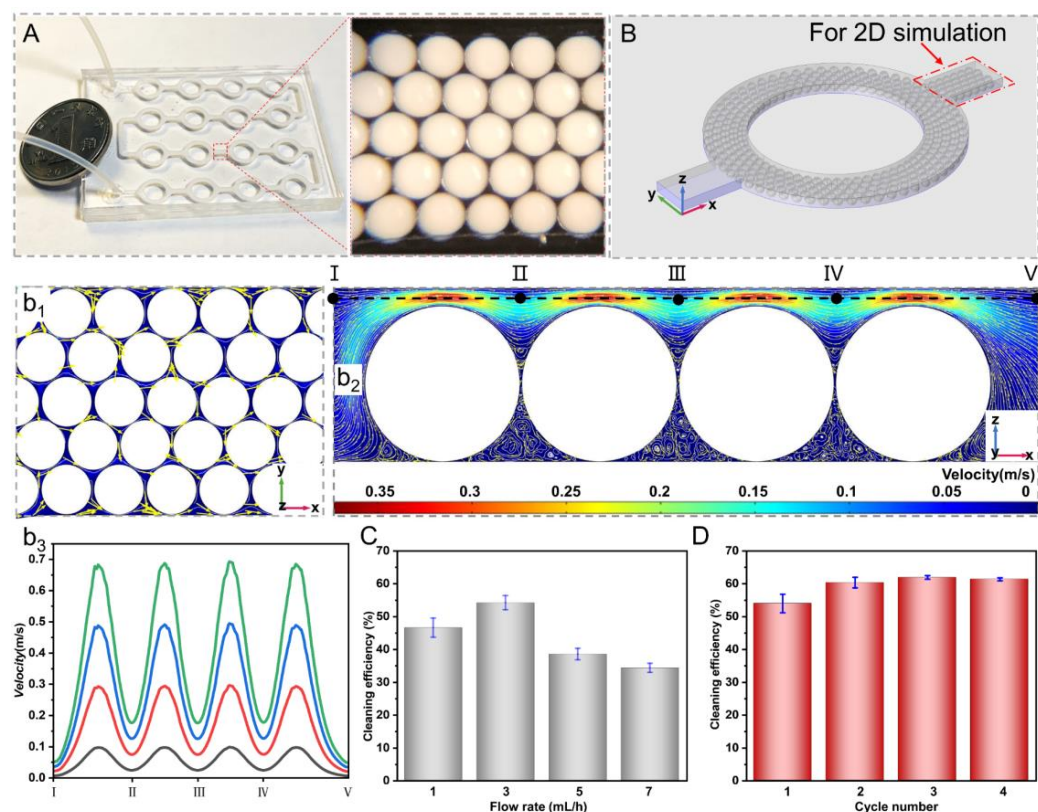 A
B
For 2D simulation
z
y
x
I
II
III
IV
V
b1
y
z
x
b2
z
y
x
Velocity(m/s)
0.35
0.3
0.25
0.2
0.15
0.1
0.05
0
b3
0.8
0.7
0.6
0.5
0.4
0.3
0.2
0.1
0.0
Velocity(m/s)
I
II
III
IV
V
C
70
60
50
40
30
20
10
0
Cleaning efficiency (%)
1
3
5
7
Flow rate (mL/h)
D
70
60
50
40
30
20
10
0
Cleaning efficiency (%)
1
2
3
4
Cycle number